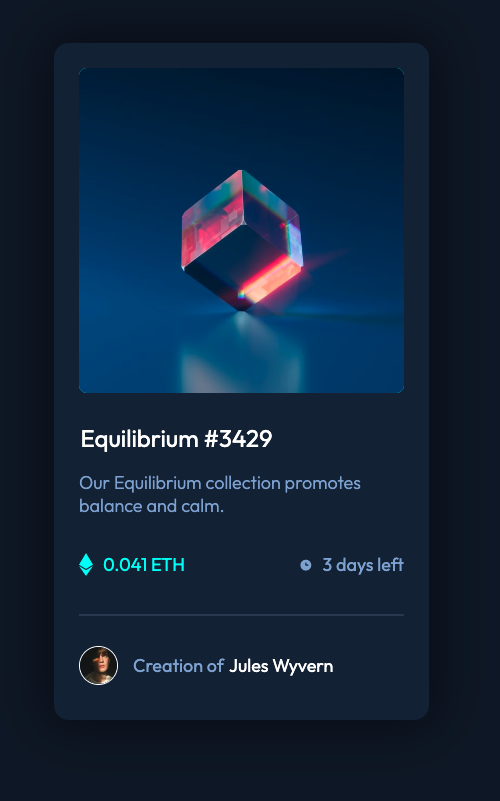 Equilibrium #3429
Our Equilibrium collection promotes
balance and calm.
0.041 ETH
3 days left
Creation of Jules Wyvern